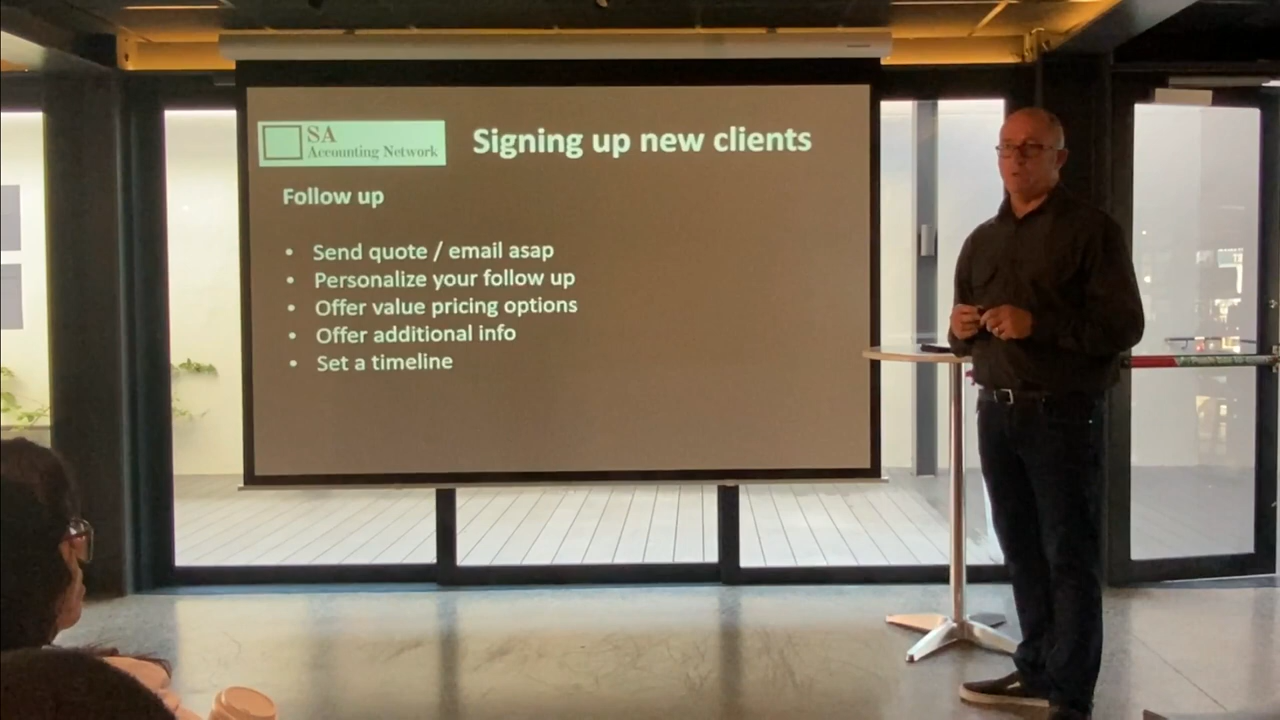 SA
Accounting Network
Signing up new clients
Follow up
• Send quote / email asap
• Personalize your follow up
• Offer value pricing options
• Offer additional info
• Set a timeline